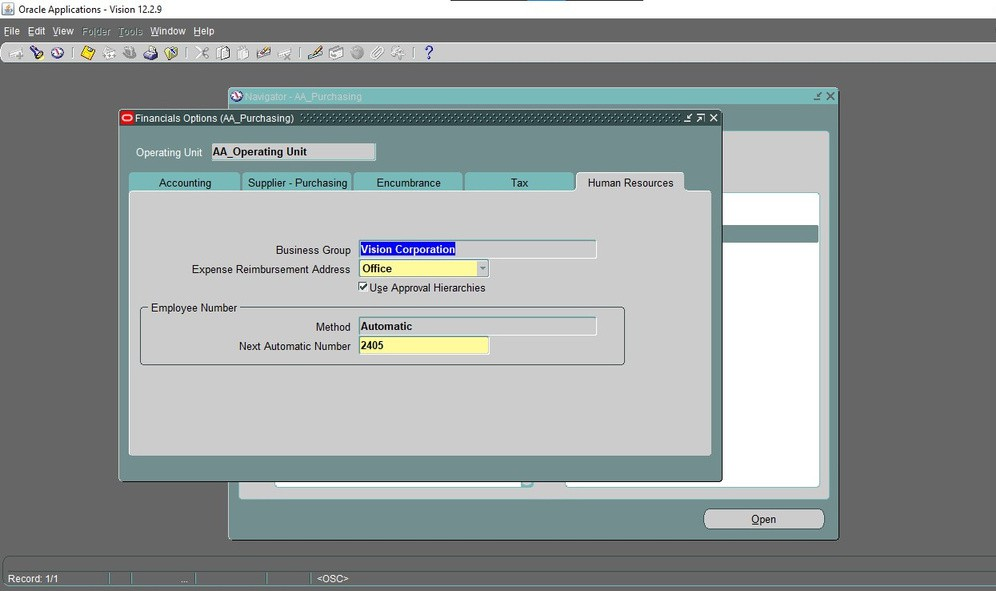 Oracle Applications - Vision 12.2.9
File Edit View Folder Tools Window Help
Navigator - AA_Purchasing
Financials Options (AA_Purchasing)
Operating Unit AA_Operating Unit
Accounting Supplier - Purchasing Encumbrance Tax Human Resources
Business Group Vision Corporation
Expense Reimbursement Address Office
Use Approval Hierarchies
Employee Number
Method Automatic
Next Automatic Number 2405
Open
Record: 1/1 ... <OSC>